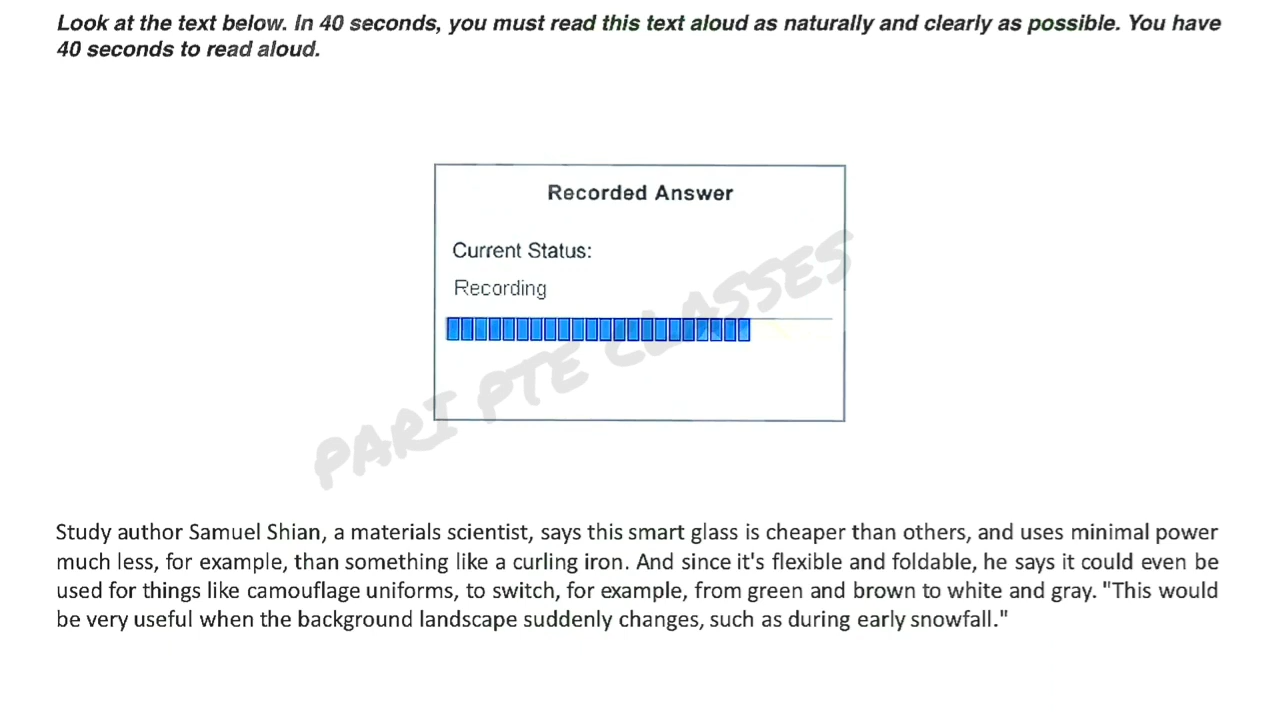 Look at the text below. In 40 seconds, you must read this text aloud as naturally and clearly as possible. You have
40 seconds to read aloud.
Recorded Answer
Current Status:
Recording
PARI PTE CLASSES
Study author Samuel Shian, a materials scientist, says this smart glass is cheaper than others, and uses minimal power
much less, for example, than something like a curling iron. And since it's flexible and foldable, he says it could even be
used for things like camouflage uniforms, to switch, for example, from green and brown to white and gray. "This would
be very useful when the background landscape suddenly changes, such as during early snowfall."